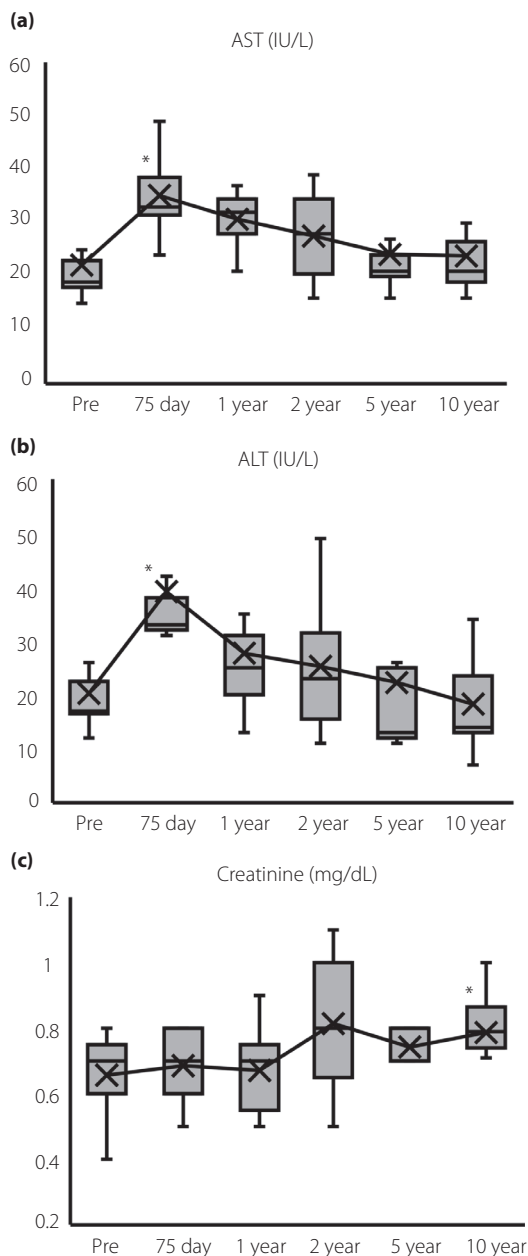 (a)
AST (IU/L)
60
50
40
30
20
10
0
*
Pre 75 day 1 year 2 year 5 year 10 year
(b)
ALT (IU/L)
60
50
40
30
20
10
0
*
Pre 75 day 1 year 2 year 5 year 10 year
(c)
Creatinine (mg/dL)
1.2
1
0.8
0.6
0.4
0.2
*
Pre 75 day 1 year 2 year 5 year 10 year